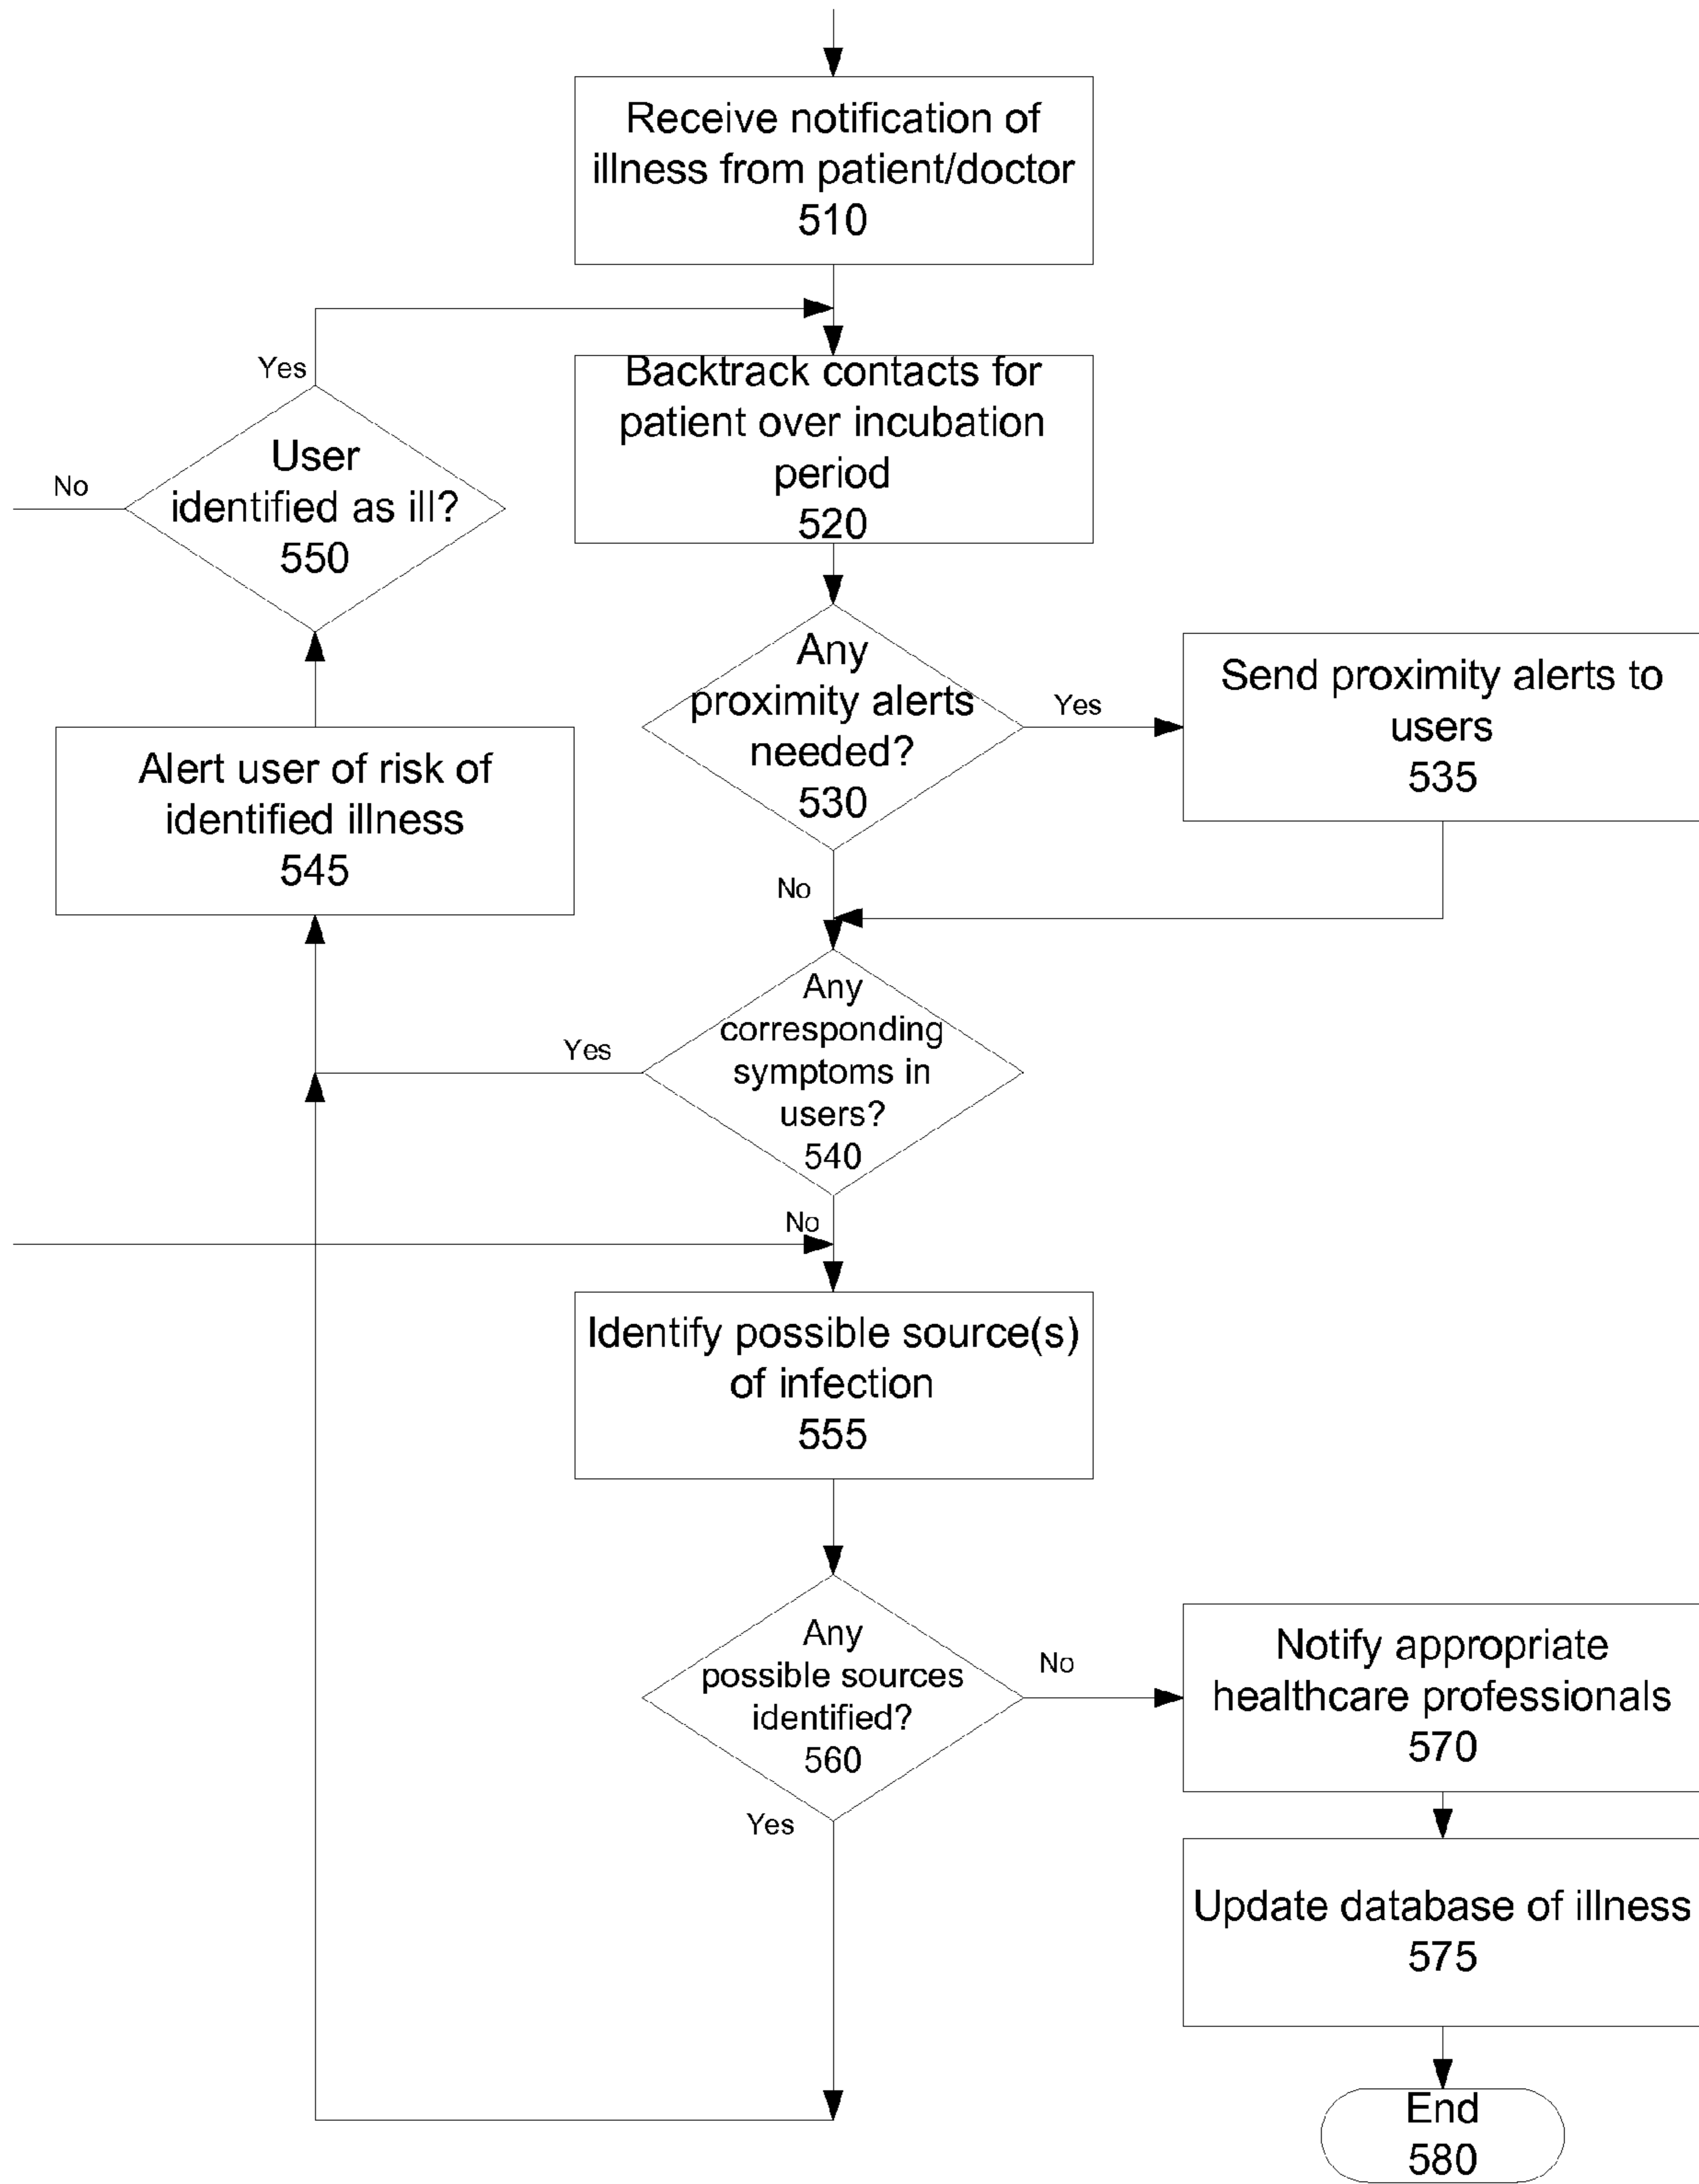 Receive notification of
illness from patient/doctor
510
Yes
User
identified as ill?
550
No
Backtrack contacts for
patient over incubation
period
520
Any
proximity alerts
needed?
530
Yes
No
Send proximity alerts to
users
535
Alert user of risk of
identified illness
545
Any
corresponding
symptoms in
users?
540
Yes
No
Identify possible source(s)
of infection
555
Any
possible sources
identified?
560
No
Yes
Notify appropriate
healthcare professionals
570
Update database of illness
575
End
580